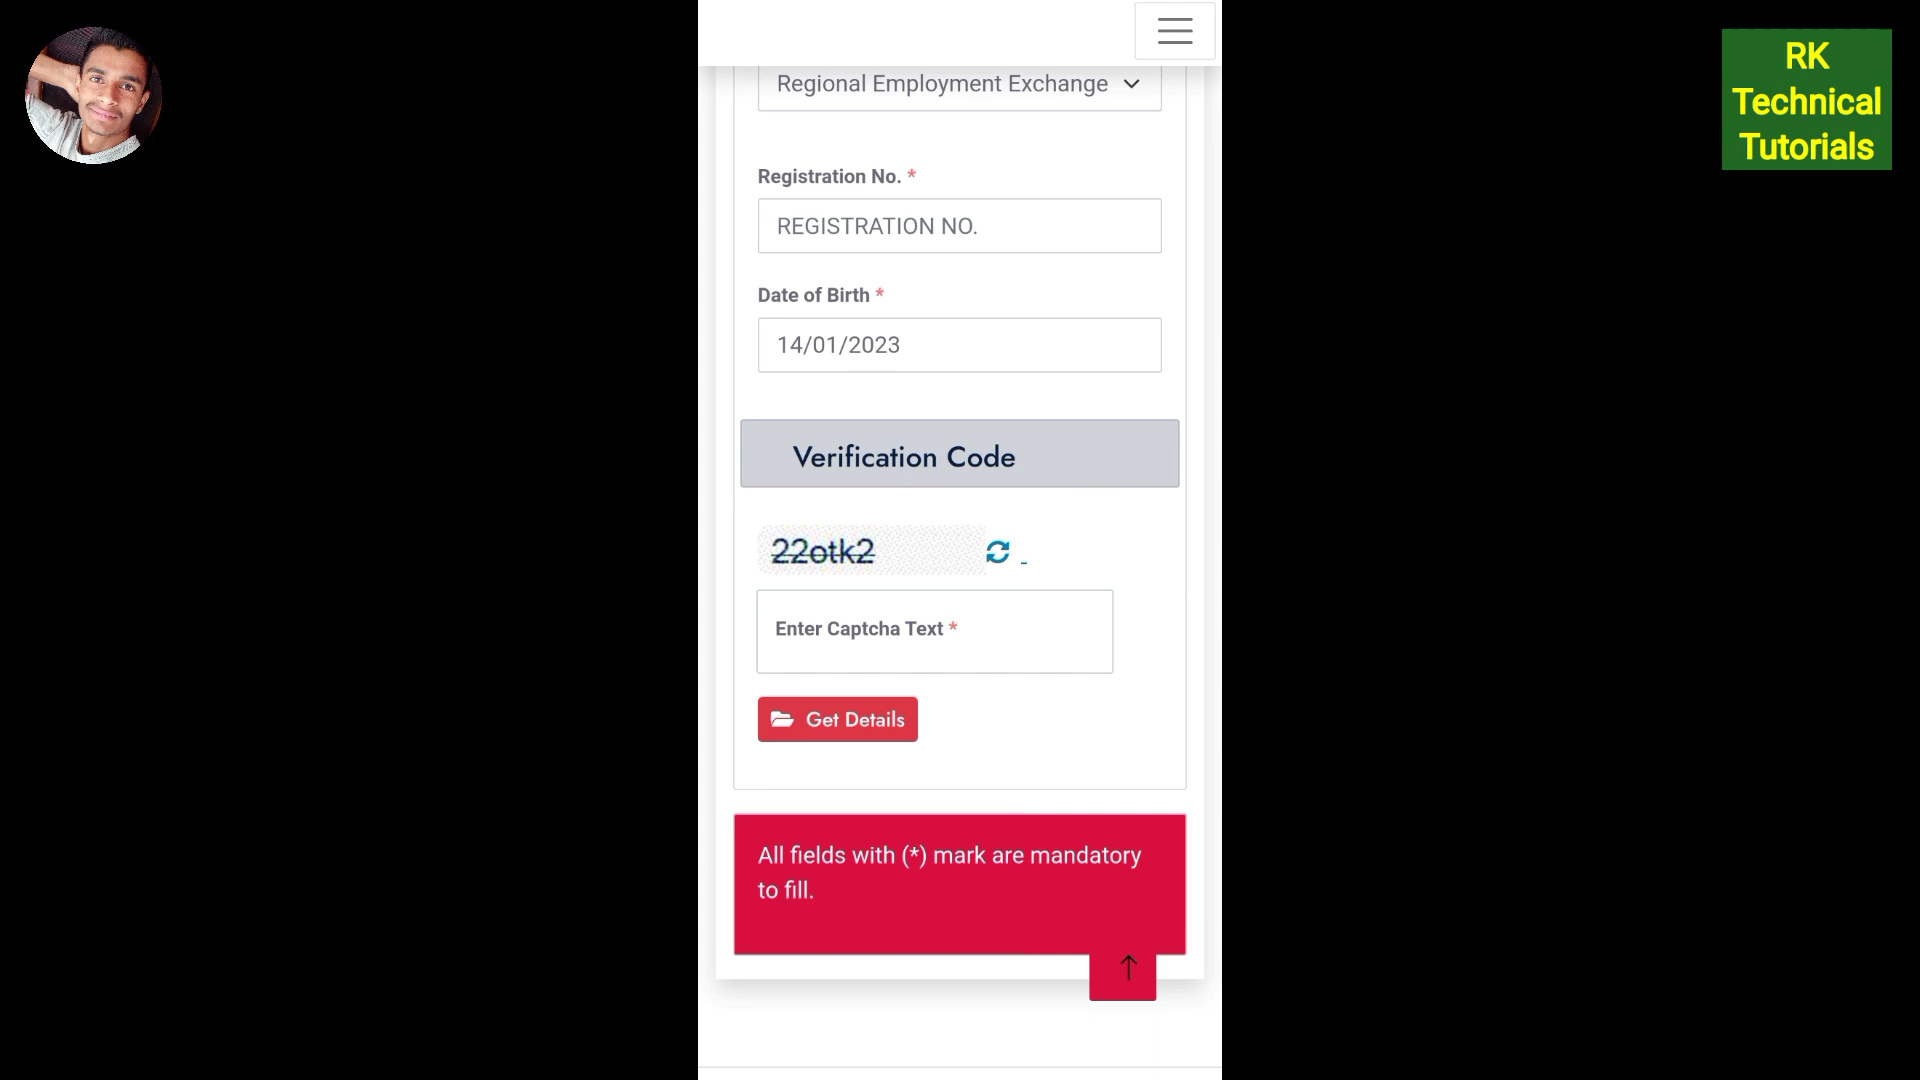 RK
Technical
Tutorials
Regional Employment Exchange
Registration No. *
REGISTRATION NO.
Date of Birth *
14/01/2023
Verification Code
22otk2
Enter Captcha Text *
Get Details
All fields with (*) mark are mandatory
to fill.